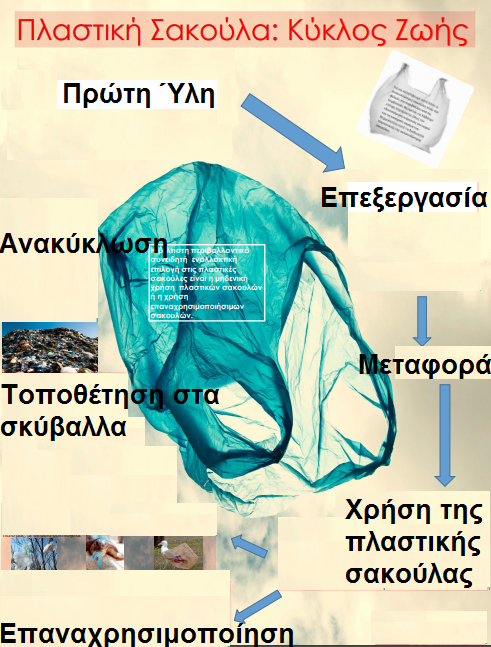 Πλαστική Σακούλα: Κύκλος Ζωής
Πρώτη Ύλη
Επεξεργασία
Ανακύκλωση
περιβαλλοντικά
συνειδητή εναλλακτική
επιλογή στις πλαστικές
σακούλες είναι η μηδενική
χρήση πλαστικών σακουλών
ή η χρήση
επαναχρησιμοποιήσιμων
σακουλών.
Μεταφορά
Τοποθέτηση στα
σκύβαλλα
Χρήση της
πλαστικής
σακούλας
Επαναχρησιμοποίηση